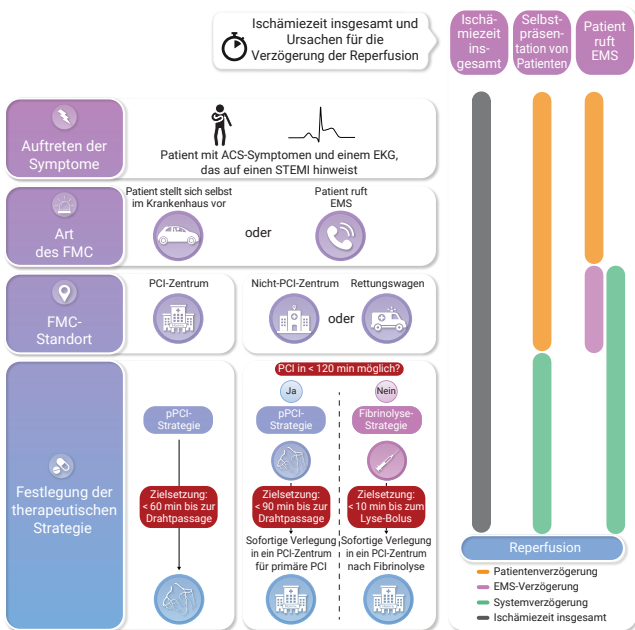 Ischämiezeit insgesamt und
Ursachen für die
Verzögerung der Reperfusion
Ischä-
miezeit
ins-
gesamt
Selbst-
präsen-
tation von
Patienten
Patient
ruft
EMS
Auftreten der
Symptome
Patient mit ACS-Symptomen und einem EKG,
das auf einen STEMI hinweist
Art
des FMC
Patient stellt sich selbst
im Krankenhaus vor
oder
Patient ruft
EMS
FMC-
Standort
PCI-Zentrum
Nicht-PCI-Zentrum
oder
Rettungswagen
Festlegung der
therapeutischen
Strategie
PCI in < 120 min möglich?
Ja
Nein
pPCI-
Strategie
pPCI-
Strategie
Fibrinolyse-
Strategie
Zielsetzung:
< 60 min bis zur
Drahtpassage
Zielsetzung:
< 90 min bis zur
Drahtpassage
Zielsetzung:
< 10 min bis zum
Lyse-Bolus
Sofortige Verlegung
in ein PCI-Zentrum
für primäre PCI
Sofortige Verlegung
in ein PCI-Zentrum
nach Fibrinolyse
Reperfusion
Patientenverzögerung
EMS-Verzögerung
Systemverzögerung
Ischämiezeit insgesamt